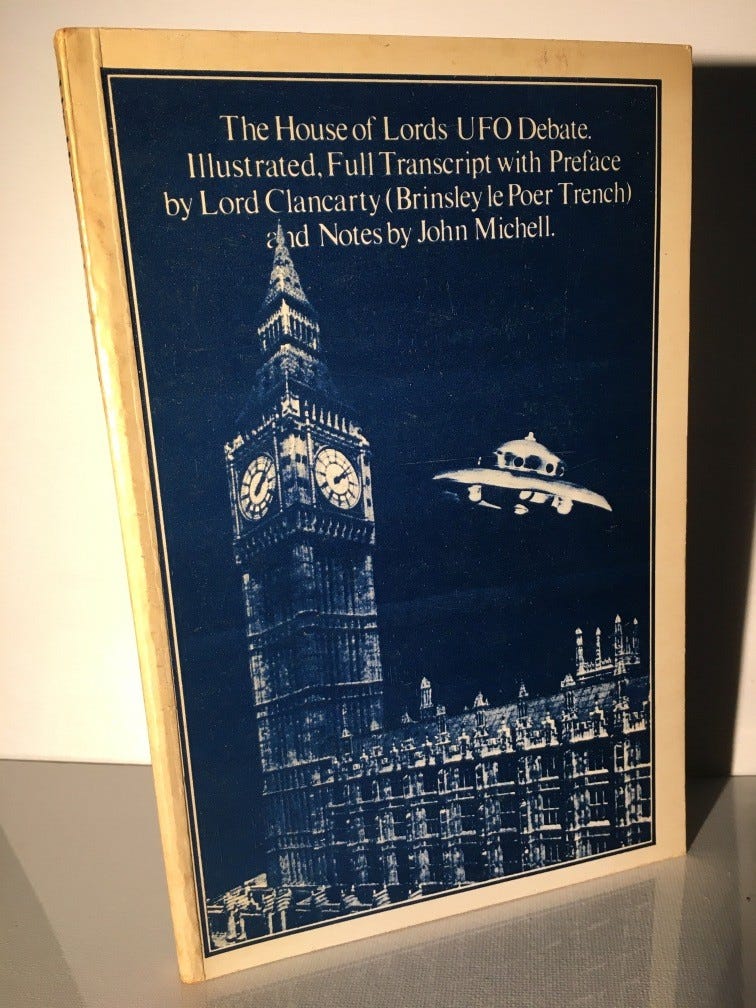 The House of Lords UFO Debate.
Illustrated, Full Transcript with Preface
by Lord Clancarty (Brinsley le Poer Trench)
and Notes by John Michell.